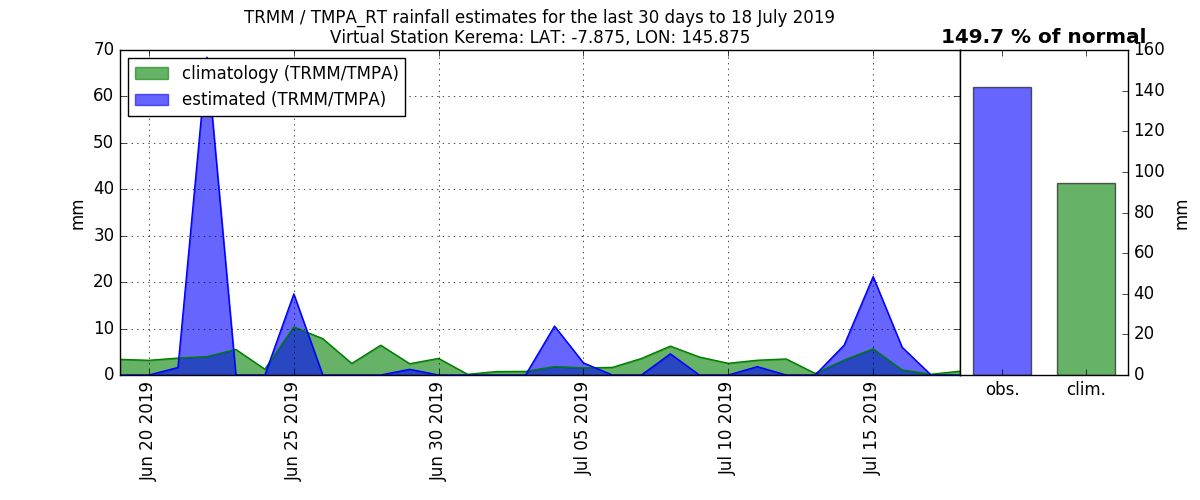 TRMM / TMPA_RT rainfall estimates for the last 30 days to 18 July 2019
Virtual Station Kerema: LAT: -7.875, LON: 145.875
149.7 % of normal
climatology (TRMM/TMPA)
estimated (TRMM/TMPA)
70
60
50
40
30
20
10
0
mm
Jun 20 2019
Jun 25 2019
Jun 30 2019
Jul 05 2019
Jul 10 2019
Jul 15 2019
160
140
120
100
80
60
40
20
0
mm
obs.
clim.